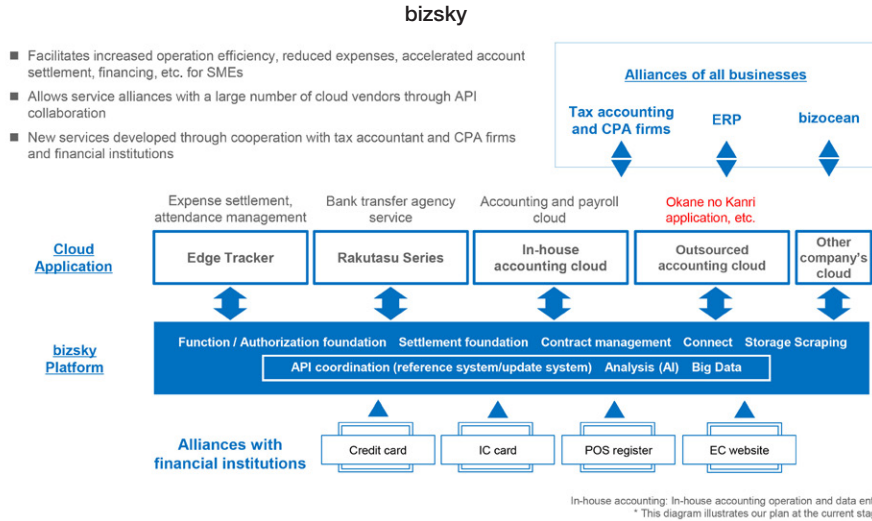 bizsky
■ Facilitates increased operation efficiency, reduced expenses, accelerated account
settlement, financing, etc. for SMEs
■ Allows service alliances with a large number of cloud vendors through API
collaboration
■ New services developed through cooperation with tax accountant and CPA firms
and financial institutions
Alliances of all businesses
Tax accounting
and CPA firms
ERP
bizocean
Expense settlement,
attendance management
Bank transfer agency
service
Accounting and payroll
cloud
Okane no Kanri
application, etc.
Cloud
Application
Edge Tracker
Rakutasu Series
In-house
accounting cloud
Outsourced
accounting cloud
Other
company's
cloud
bizsky
Platform
Function / Authorization foundation Settlement foundation Contract management Connect Storage Scraping
API coordination (reference system/update system) Analysis (AI) Big Data
Alliances with
financial institutions
Credit card
IC card
POS register
EC website
In-house accounting: In-house accounting operation and data
* This diagram illustrates our plan at the current